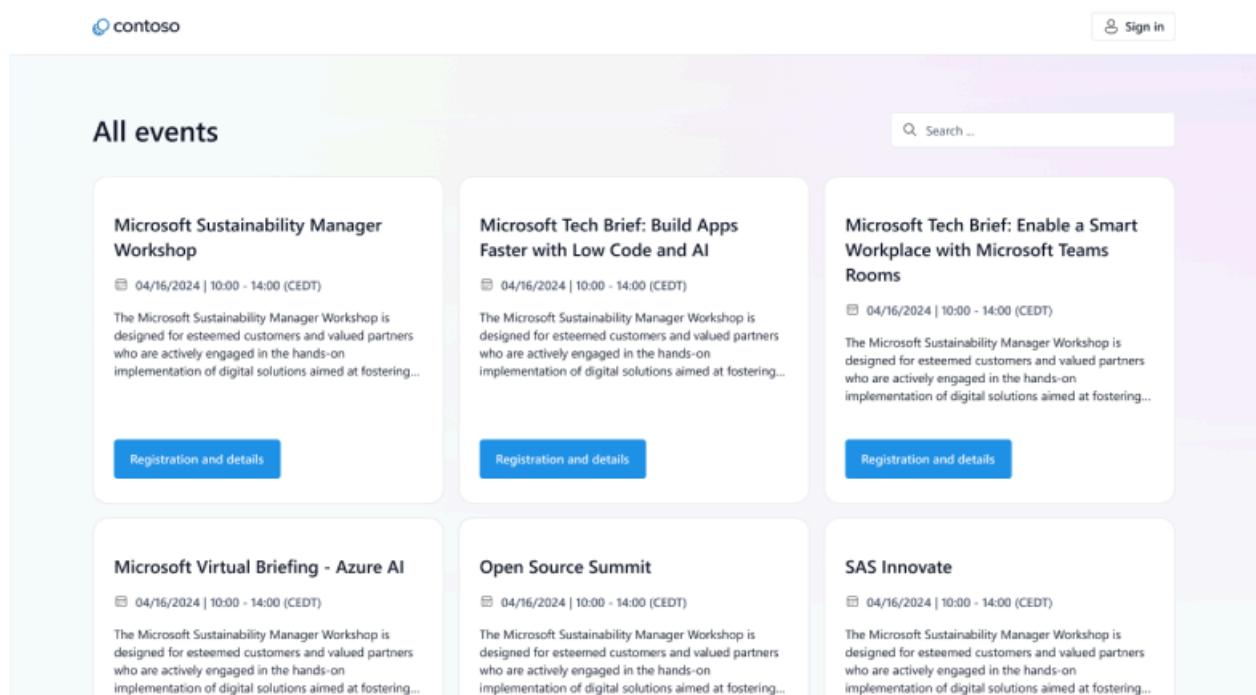 contoso
Sign in
All events
Search ...
Microsoft Sustainability Manager
Workshop
04/16/2024 | 10:00 - 14:00 (CEDT)
The Microsoft Sustainability Manager Workshop is
designed for esteemed customers and valued partners
who are actively engaged in the hands-on
implementation of digital solutions aimed at fostering...
Registration and details
Microsoft Tech Brief: Build Apps
Faster with Low Code and AI
04/16/2024 | 10:00 - 14:00 (CEDT)
The Microsoft Sustainability Manager Workshop is
designed for esteemed customers and valued partners
who are actively engaged in the hands-on
implementation of digital solutions aimed at fostering...
Registration and details
Microsoft Tech Brief: Enable a Smart
Workplace with Microsoft Teams
Rooms
04/16/2024 | 10:00 - 14:00 (CEDT)
The Microsoft Sustainability Manager Workshop is
designed for esteemed customers and valued partners
who are actively engaged in the hands-on
implementation of digital solutions aimed at fostering...
Registration and details
Microsoft Virtual Briefing - Azure AI
04/16/2024 | 10:00 - 14:00 (CEDT)
The Microsoft Sustainability Manager Workshop is
designed for esteemed customers and valued partners
who are actively engaged in the hands-on
implementation of digital solutions aimed at fostering...
Open Source Summit
04/16/2024 | 10:00 - 14:00 (CEDT)
The Microsoft Sustainability Manager Workshop is
designed for esteemed customers and valued partners
who are actively engaged in the hands-on
implementation of digital solutions aimed at fostering...
SAS Innovate
04/16/2024 | 10:00 - 14:00 (CEDT)
The Microsoft Sustainability Manager Workshop is
designed for esteemed customers and valued partners
who are actively engaged in the hands-on
implementation of digital solutions aimed at fostering...